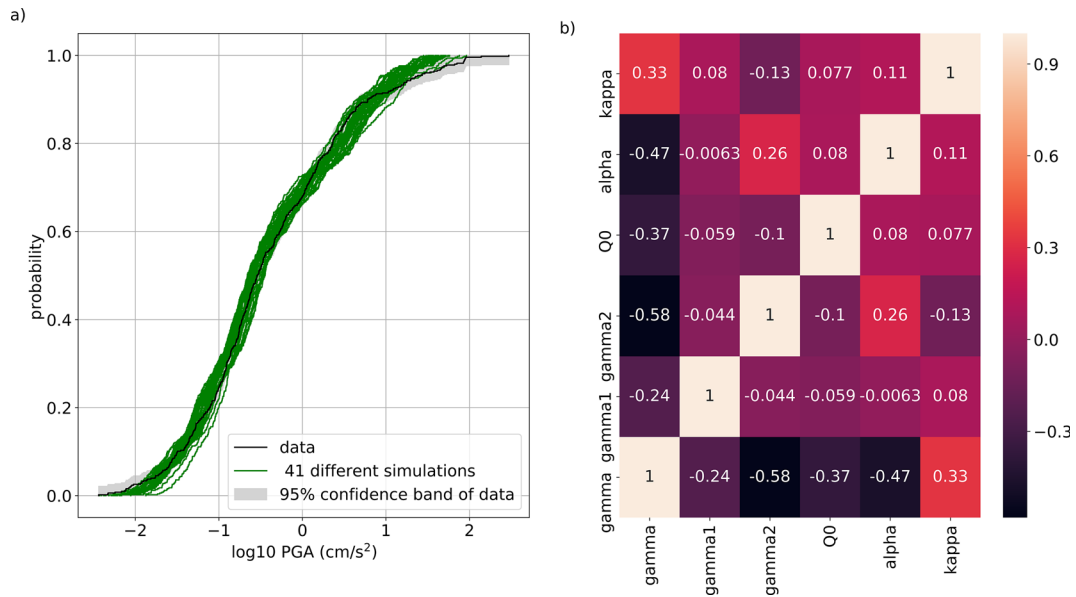 a)
1.0
0.8
0.6
0.4
0.2
0.0
probability
−2
−1
0
1
2
log10 PGA (cm/s²)
data
41 different simulations
95% confidence band of data
b)
kappa
0.33 0.08 -0.13 0.077 0.11 1
alpha
-0.47 -0.0063 0.26 0.08 1 0.11
Q0
-0.37 -0.059 -0.1 1 0.08 0.077
gamma2
-0.58 -0.044 1 -0.1 0.26 -0.13
gamma1
-0.24 1 -0.044 -0.059 -0.0063 0.08
gamma
1 -0.24 -0.58 -0.37 -0.47 0.33
gamma
gamma1
gamma2
Q0
alpha
kappa
0.9
0.6
0.3
0.0
−0.3